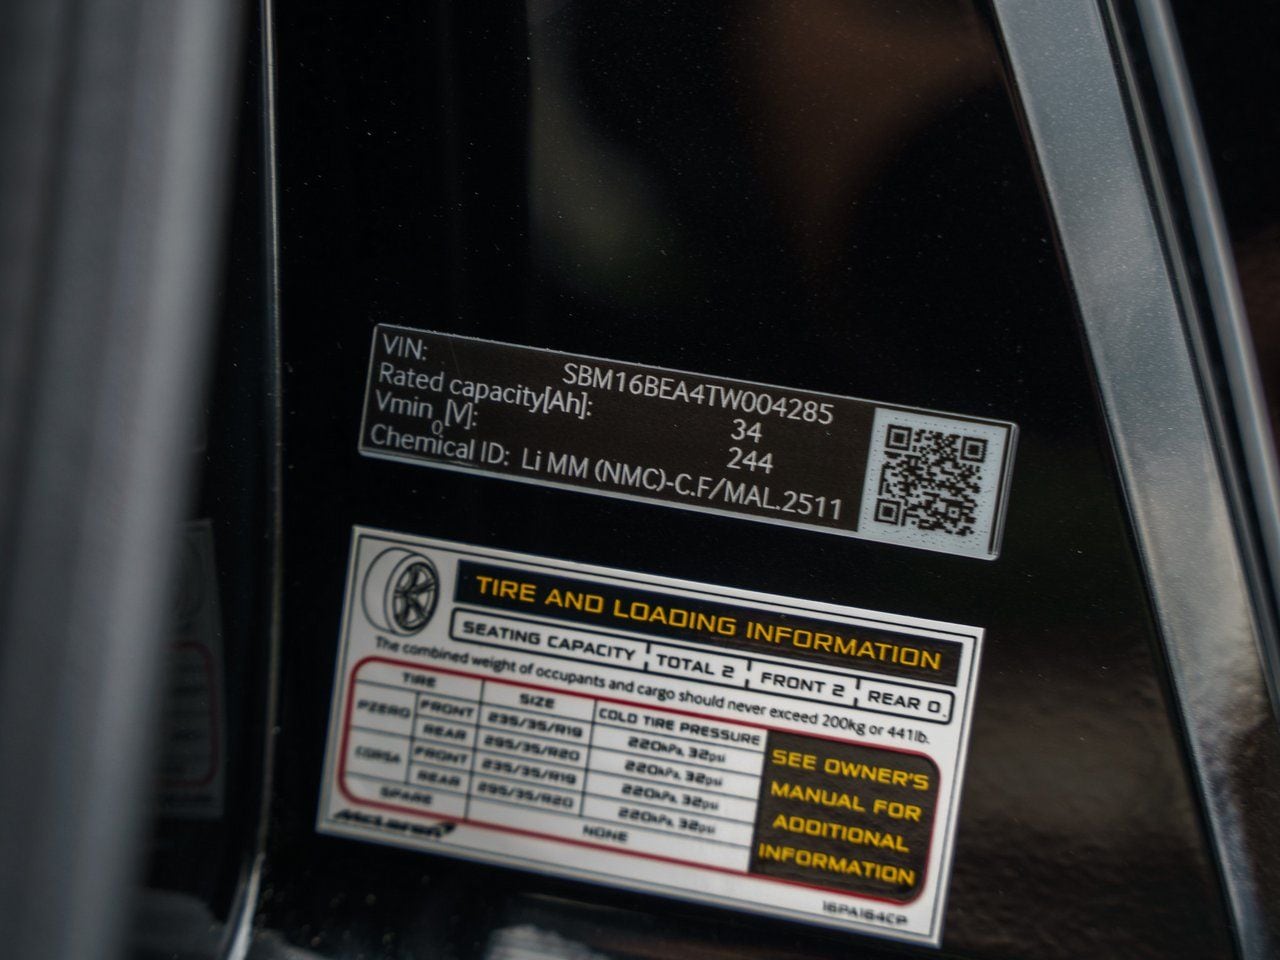 VIN: SBM16BEA4TW004285
Rated capacity[Ah]: 34
Vmin0[V]: 244
Chemical ID: Li MM (NMC)-C.F/MAL.2511
TIRE AND LOADING INFORMATION
SEATING CAPACITY TOTAL 2 FRONT 2 REAR 0
The combined weight of occupants and cargo should never exceed 200kg or 441lb.
TIRE SIZE COLD TIRE PRESSURE
PZERO FRONT 235/35/R19 220kPa, 32psi
REAR 295/35/R20 220kPa, 32psi
CORSA FRONT 235/35/R19 220kPa, 32psi
REAR 295/35/R20 220kPa, 32psi
SPARE NONE
SEE OWNER'S
MANUAL FOR
ADDITIONAL
INFORMATION
McLaren
16PA164CP